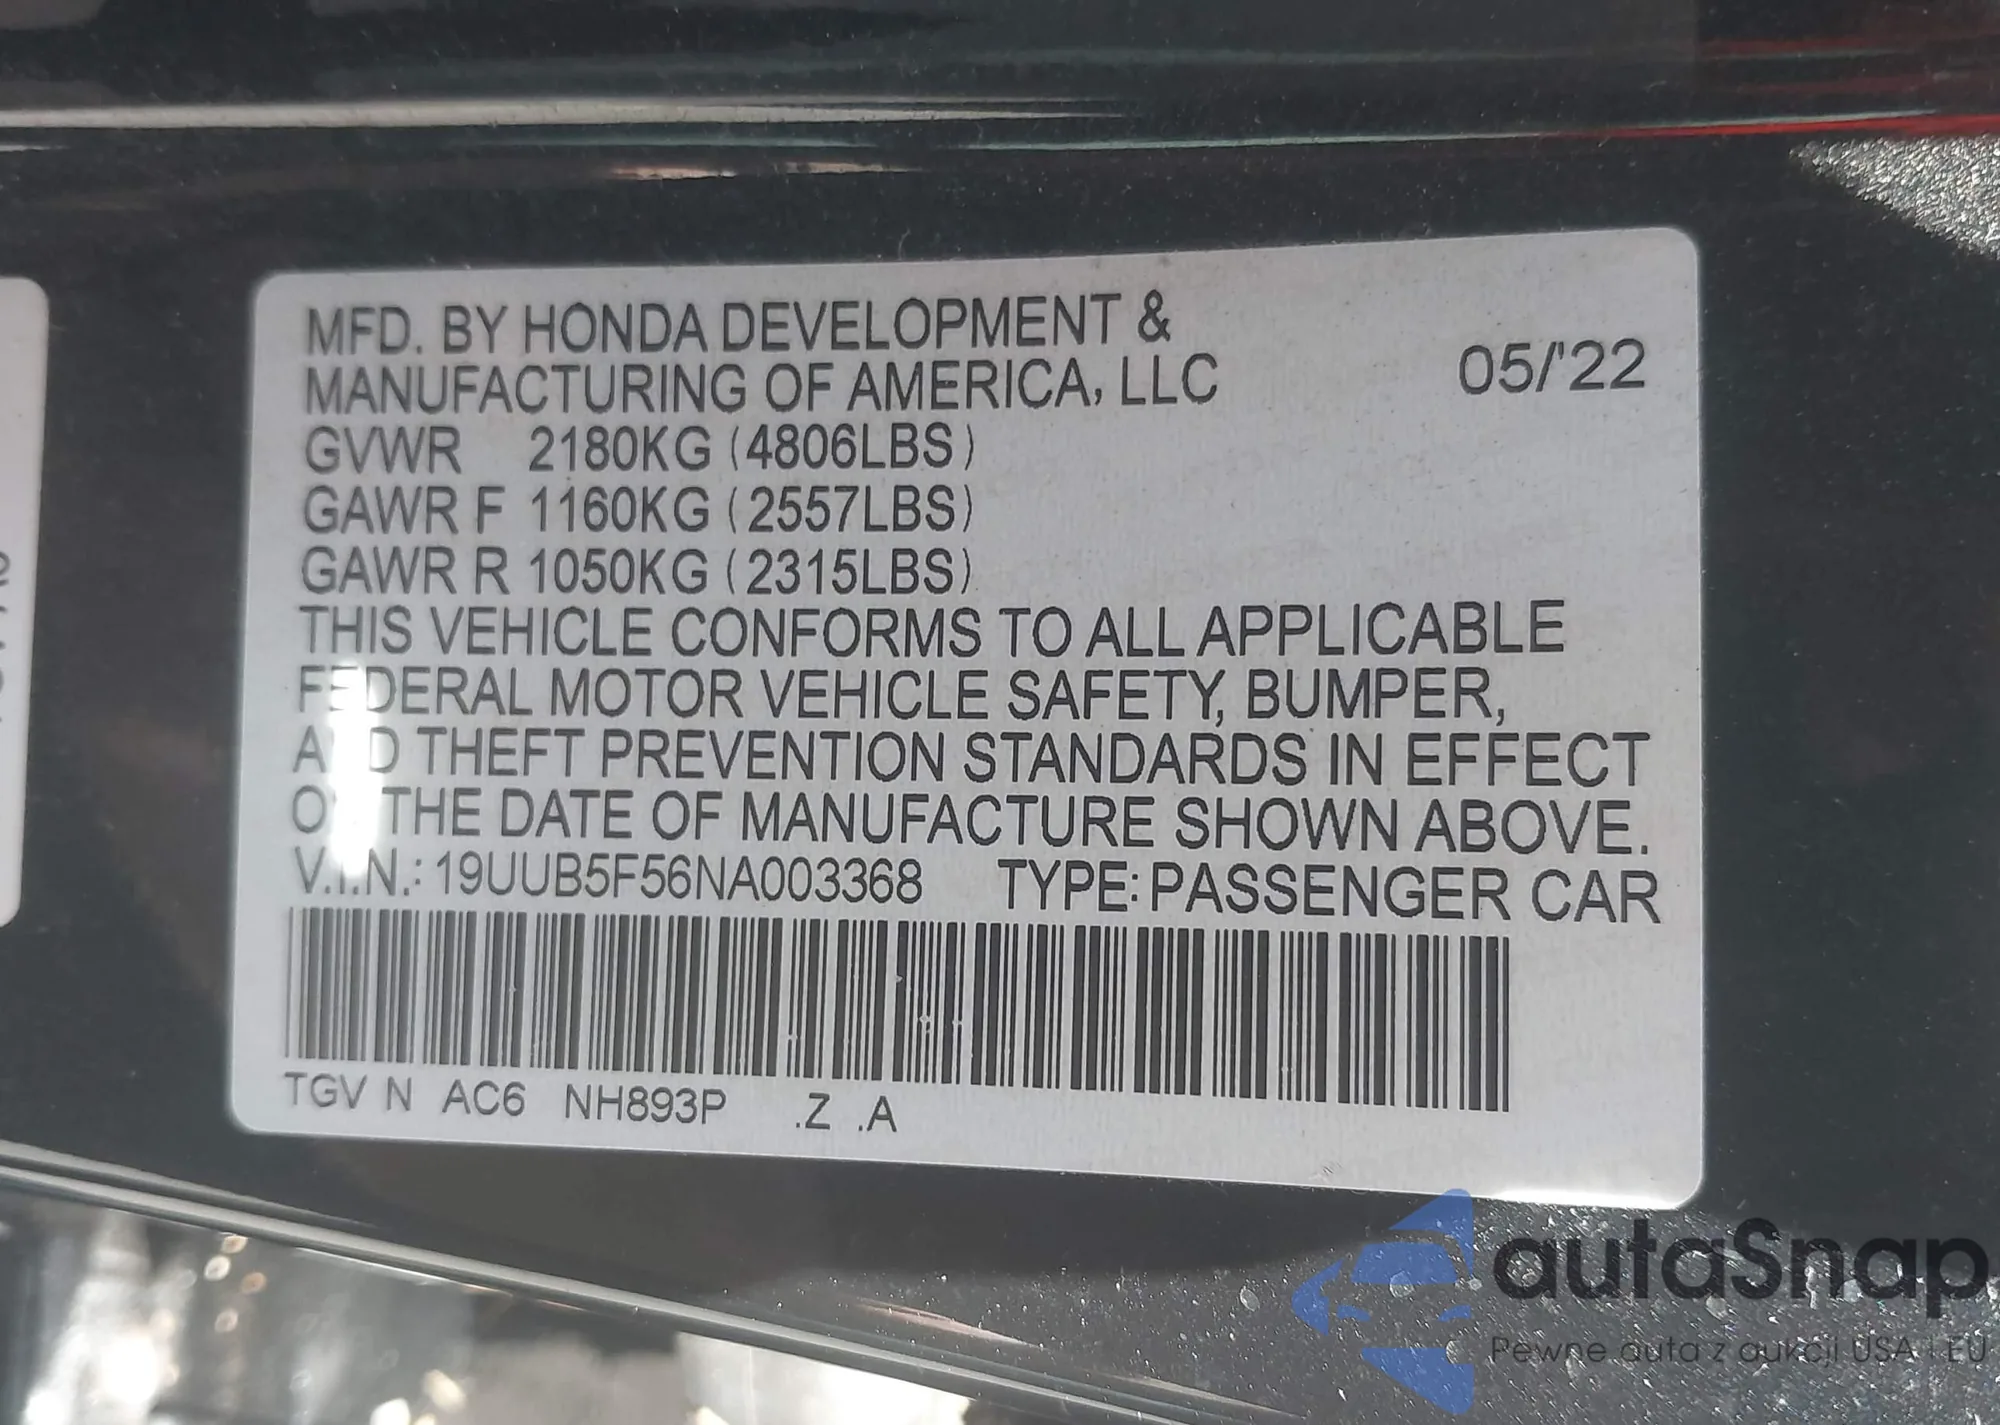 MFD. BY HONDA DEVELOPMENT &
MANUFACTURING OF AMERICA, LLC
05/'22
GVWR 2180KG (4806LBS)
GAWR F 1160KG (2557LBS)
GAWR R 1050KG (2315LBS)
THIS VEHICLE CONFORMS TO ALL APPLICABLE
FEDERAL MOTOR VEHICLE SAFETY, BUMPER,
AND THEFT PREVENTION STANDARDS IN EFFECT
ON THE DATE OF MANUFACTURE SHOWN ABOVE.
V.I.N.: 19UUB5F56NA003368 TYPE: PASSENGER CAR
TGV N AC6 NH893P .Z .A
autaSnap
Pewne auta z aukcji USA i EU